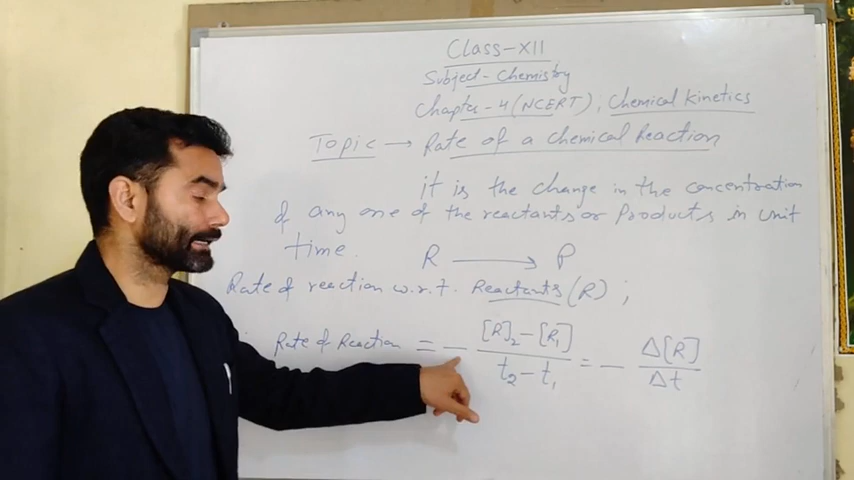 Class-XII
Subject-Chemistry
Chapter-4 (NCERT), Chemical kinetics
Topic → Rate of a chemical Reaction
it is the change in the concentration
of any one of the reactants or Products in unit
time.
R ⟶ P
Rate of reaction w.r.t. Reactants (R) ;
Rate of Reaction = - [R]₂-[R₁] / t₂-t₁ = - Δ[R] / Δt